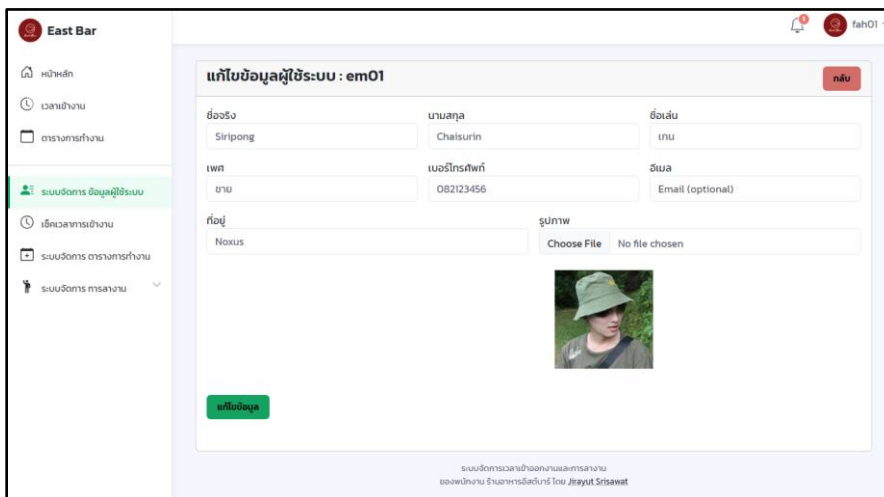 East Bar
fah01
หน้าหลัก
เวลาเข้างาน
ตารางการทำงาน
ระบบจัดการ ข้อมูลผู้ใช้ระบบ
เช็คเวลาการเข้างาน
ระบบจัดการ ตารางการทำงาน
ระบบจัดการ การลางาน
แก้ไขข้อมูลผู้ใช้ระบบ : em01
กลับ
ชื่อจริง นามสกุล ชื่อเล่น
Siripong Chaisurin เทน
เพศ เบอร์โทรศัพท์ อีเมล
ชาย 082123456 Email (optional)
ที่อยู่ รูปภาพ
Noxus Choose File No file chosen
แก้ไขข้อมูล
ระบบจัดการเวลาเข้าออกงานและการลางาน
ของพนักงาน ร้านอาหารอีสต์บาร์ โดย Jirayut Srisawat